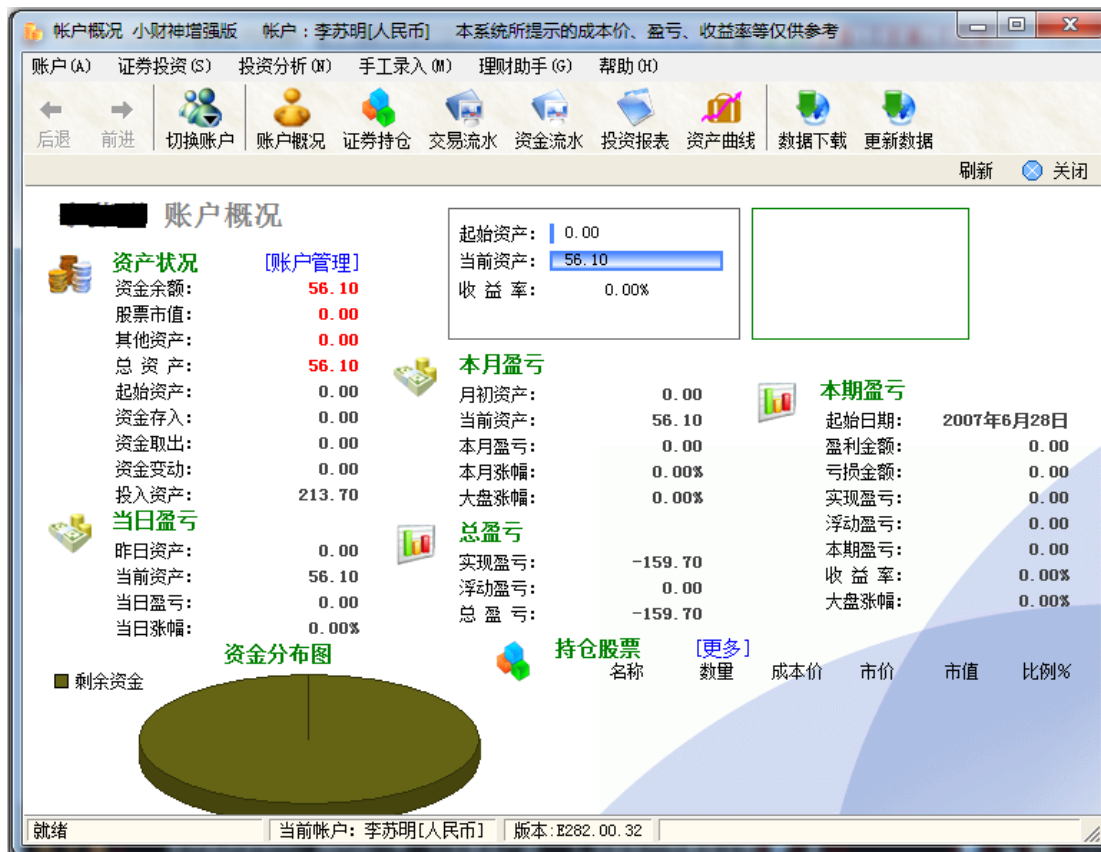 帐户概况 小财神增强版 帐户：李苏明[人民币] 本系统所提示的成本价、盈亏、收益率等仅供参考
账户(A) 证券投资(S) 投资分析(N) 手工录入(M) 理财助手(G) 帮助(H)
后退 前进 切换账户 账户概况 证券持仓 交易流水 资金流水 投资报表 资产曲线 数据下载 更新数据
刷新 关闭
账户概况
资产状况 [账户管理]
资金余额: 56.10
股票市值: 0.00
其他资产: 0.00
总 资 产: 56.10
起始资产: 0.00
资金存入: 0.00
资金取出: 0.00
资金变动: 0.00
投入资产: 213.70
当日盈亏
昨日资产: 0.00
当前资产: 56.10
当日盈亏: 0.00
当日涨幅: 0.00%
起始资产: 0.00
当前资产: 56.10
收 益 率: 0.00%
本月盈亏
月初资产: 0.00
当前资产: 56.10
本月盈亏: 0.00
本月涨幅: 0.00%
大盘涨幅: 0.00%
总盈亏
实现盈亏: -159.70
浮动盈亏: 0.00
总 盈 亏: -159.70
本期盈亏
起始日期: 2007年6月28日
盈利金额: 0.00
亏损金额: 0.00
实现盈亏: 0.00
浮动盈亏: 0.00
本期盈亏: 0.00
收 益 率: 0.00%
大盘涨幅: 0.00%
资金分布图
剩余资金
持仓股票 [更多]
名称 数量 成本价 市价 市值 比例%
就绪 当前帐户: 李苏明[人民币] 版本:E282.00.32